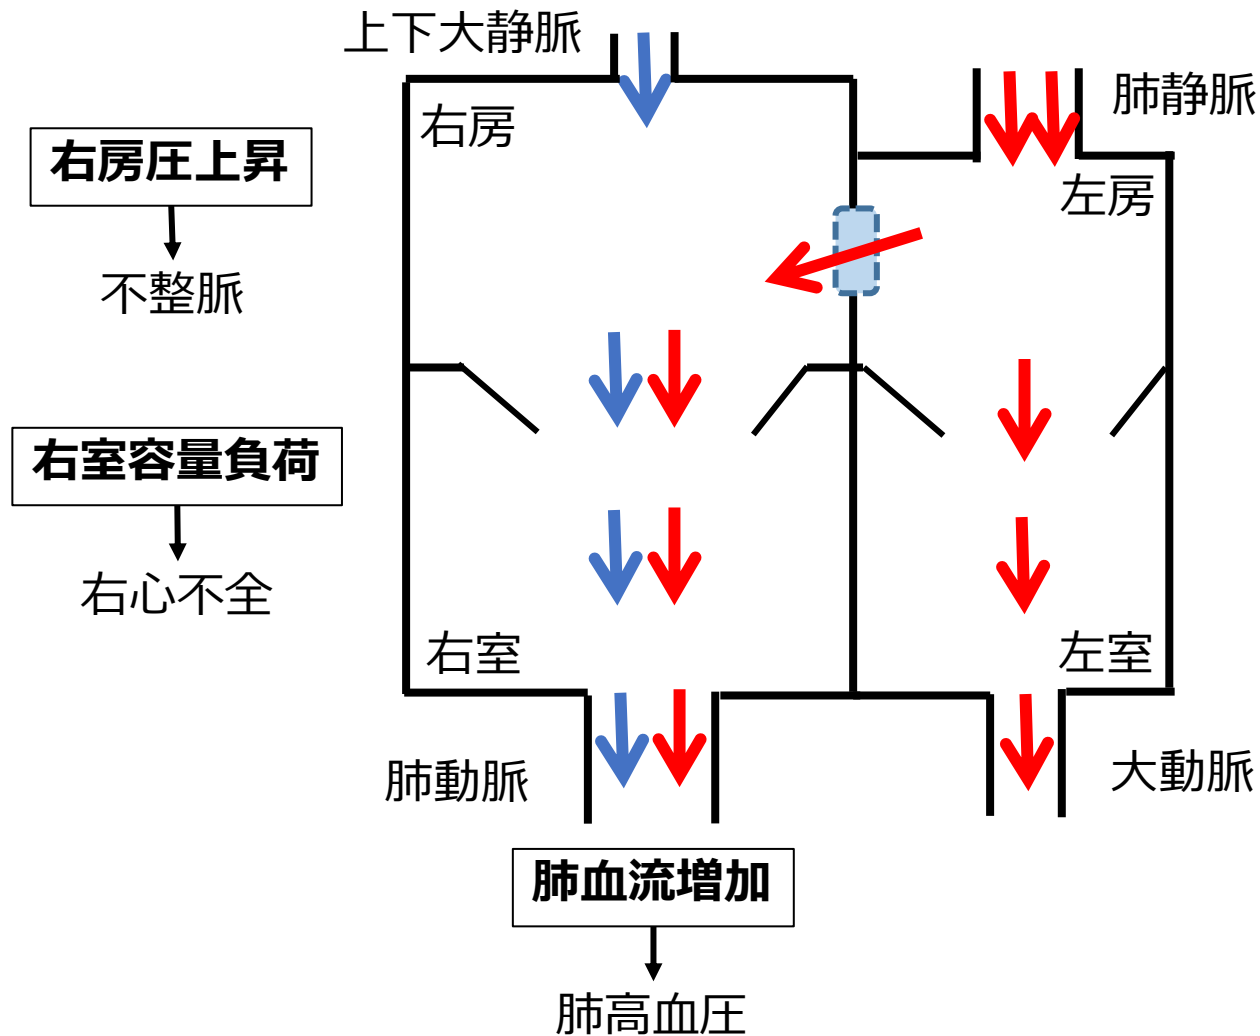 上下大静脈
肺静脈
右房
左房
右房圧上昇
不整脈
右室容量負荷
右心不全
右室
左室
肺動脈
大動脈
肺血流増加
肺高血圧